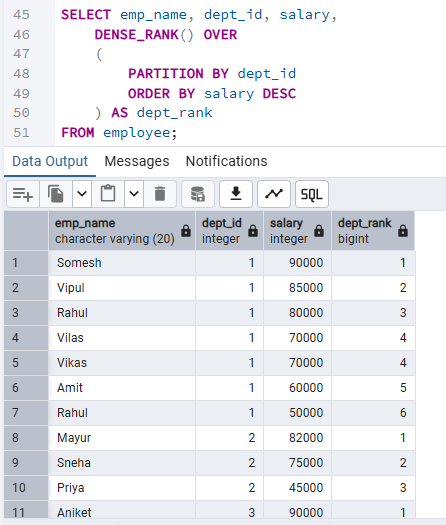 45 SELECT emp_name, dept_id, salary,
46 DENSE_RANK() OVER
47 (
48 PARTITION BY dept_id
49 ORDER BY salary DESC
50 ) AS dept_rank
51 FROM employee;
Data Output Messages Notifications
SQL
emp_name dept_id salary dept_rank
character varying (20) integer integer bigint
1 Somesh 1 90000 1
2 Vipul 1 85000 2
3 Rahul 1 80000 3
4 Vilas 1 70000 4
5 Vikas 1 70000 4
6 Amit 1 60000 5
7 Rahul 1 50000 6
8 Mayur 2 82000 1
9 Sneha 2 75000 2
10 Priya 2 45000 3
11 Aniket 3 90000 1